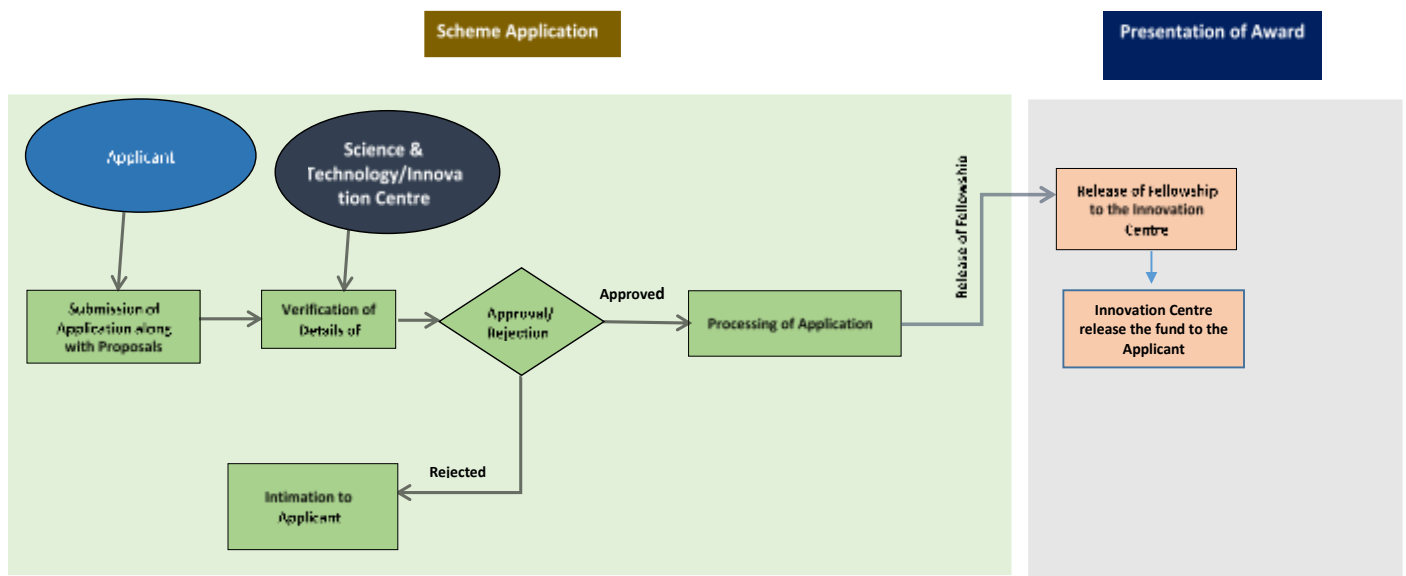 Scheme Application
Presentation of Award
Applicant
Science &
Technology/Innova
tion Centre
Release of Fellowship
Release of Fellowship
to the Innovation
Centre
Submission of
Application along
with Proposals
Verification of
Details of
Approval/
Rejection
Approved
Processing of Application
Innovation Centre
release the fund to the
Applicant
Rejected
Intimation to
Applicant